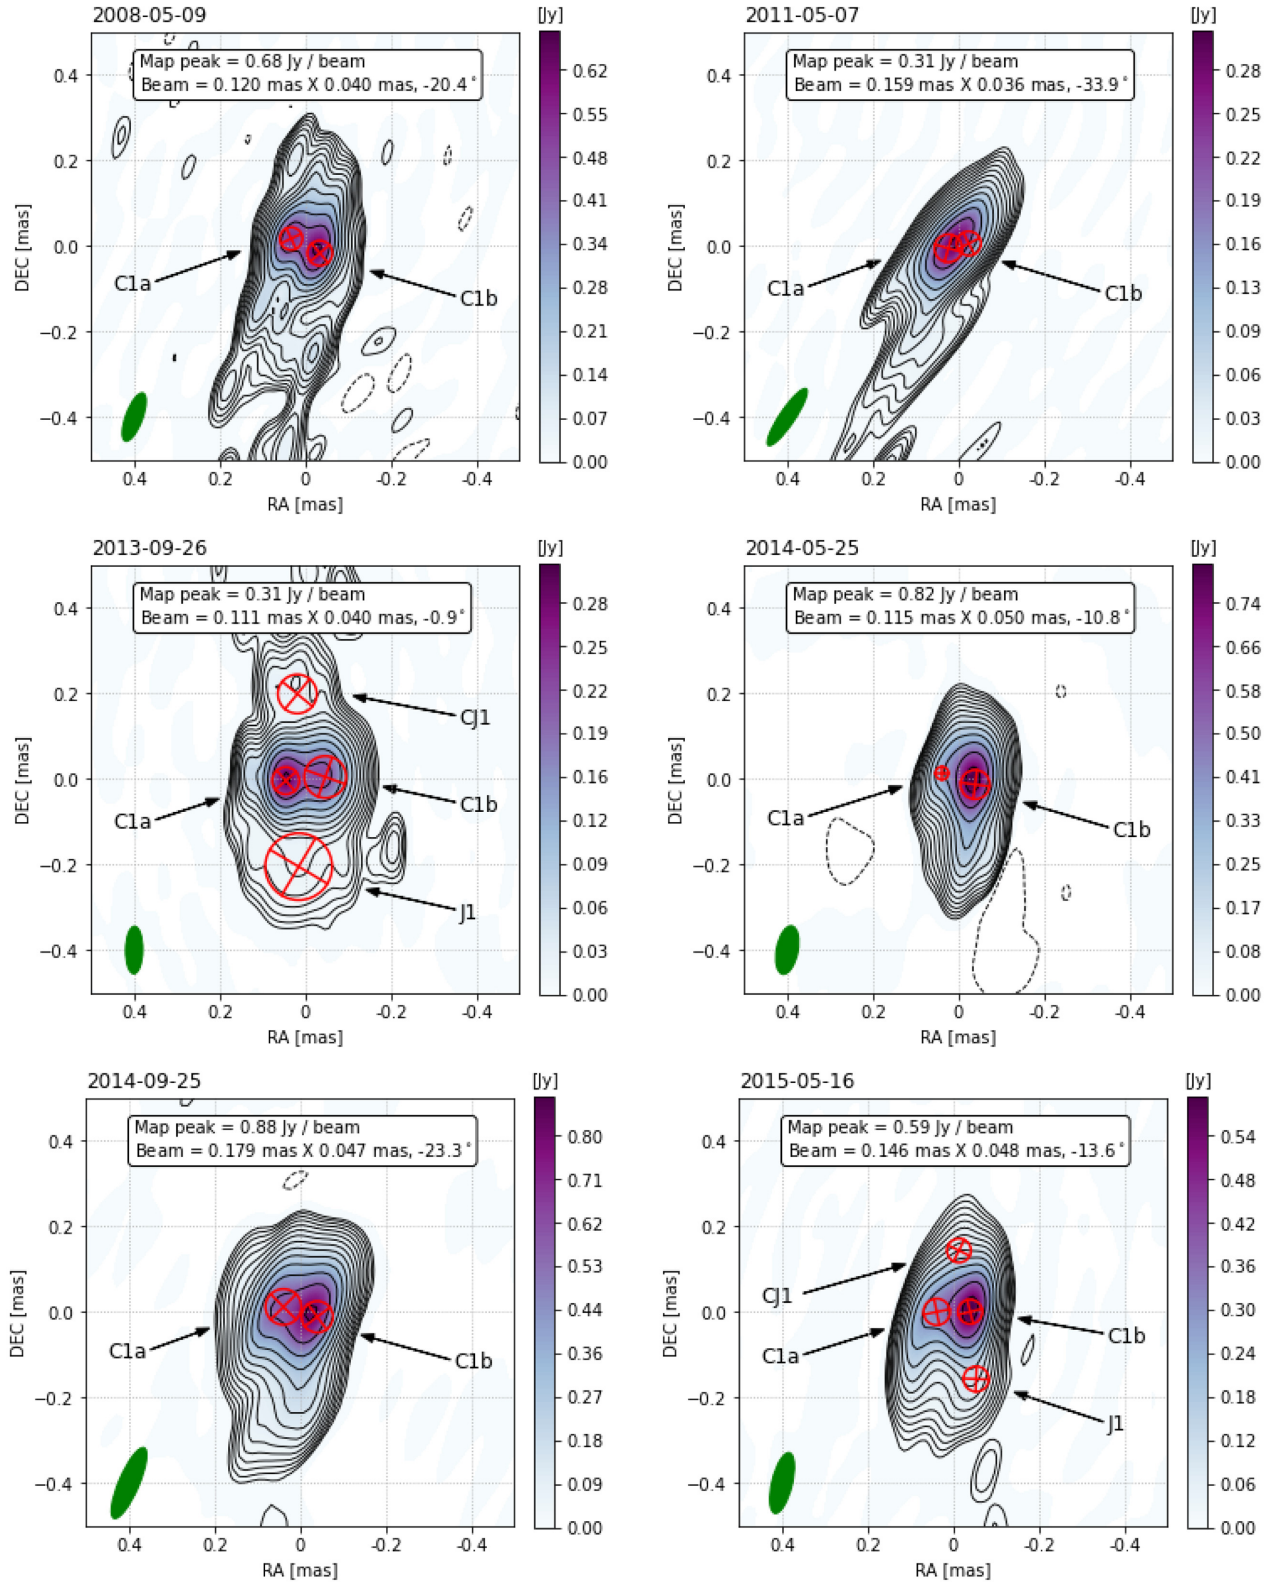 2008-05-09
[Jy]
Map peak = 0.68 Jy / beam
Beam = 0.120 mas X 0.040 mas, -20.4°
C1a
C1b
DEC [mas]
0.4
0.2
0.0
−0.2
−0.4
0.4
0.2
0
-0.2
-0.4
RA [mas]
0.62
0.55
0.48
0.41
0.34
0.28
0.21
0.14
0.07
0.00
2011-05-07
[Jy]
Map peak = 0.31 Jy / beam
Beam = 0.159 mas X 0.036 mas, -33.9°
C1a
C1b
DEC [mas]
0.4
0.2
0.0
−0.2
−0.4
0.4
0.2
0
-0.2
-0.4
RA [mas]
0.28
0.25
0.22
0.19
0.16
0.13
0.09
0.06
0.03
0.00
2013-09-26
[Jy]
Map peak = 0.31 Jy / beam
Beam = 0.111 mas X 0.040 mas, -0.9°
CJ1
C1a
C1b
J1
DEC [mas]
0.4
0.2
0.0
−0.2
−0.4
0.4
0.2
0
-0.2
-0.4
RA [mas]
0.28
0.25
0.22
0.19
0.16
0.12
0.09
0.06
0.03
0.00
2014-05-25
[Jy]
Map peak = 0.82 Jy / beam
Beam = 0.115 mas X 0.050 mas, -10.8°
C1a
C1b
DEC [mas]
0.4
0.2
0.0
−0.2
−0.4
0.4
0.2
0
-0.2
-0.4
RA [mas]
0.74
0.66
0.58
0.50
0.41
0.33
0.25
0.17
0.08
0.00
2014-09-25
[Jy]
Map peak = 0.88 Jy / beam
Beam = 0.179 mas X 0.047 mas, -23.3°
C1a
C1b
DEC [mas]
0.4
0.2
0.0
−0.2
−0.4
0.4
0.2
0
-0.2
-0.4
RA [mas]
0.80
0.71
0.62
0.53
0.44
0.36
0.27
0.18
0.09
0.00
2015-05-16
[Jy]
Map peak = 0.59 Jy / beam
Beam = 0.146 mas X 0.048 mas, -13.6°
CJ1
C1a
C1b
J1
DEC [mas]
0.4
0.2
0.0
−0.2
−0.4
0.4
0.2
0
-0.2
-0.4
RA [mas]
0.54
0.48
0.42
0.36
0.30
0.24
0.18
0.12
0.06
0.00